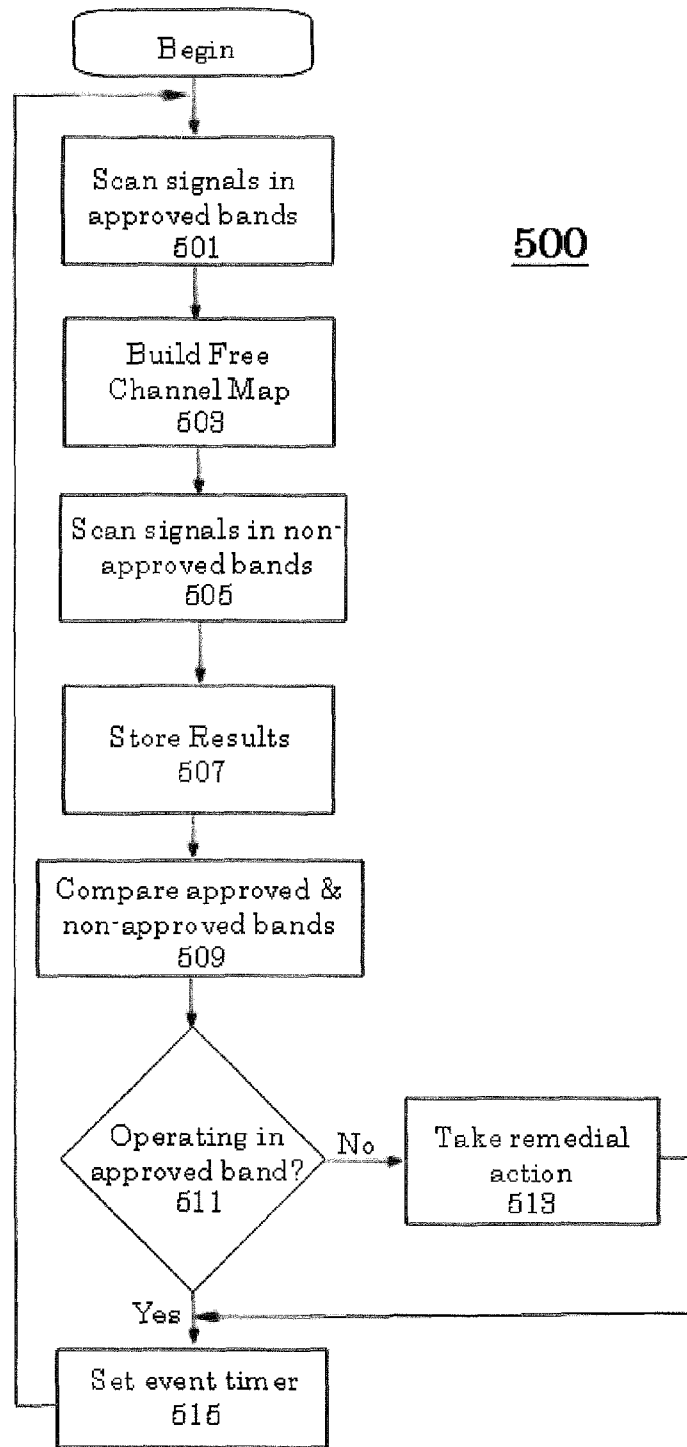 Begin
Scan signals in
approved bands
501
500
Build Free
Channel Map
503
Scan signals in non-
approved bands
505
Store Results
507
Compare approved &
non-approved bands
509
Operating in
approved band?
511
No
Take remedial
action
513
Yes
Set event timer
515